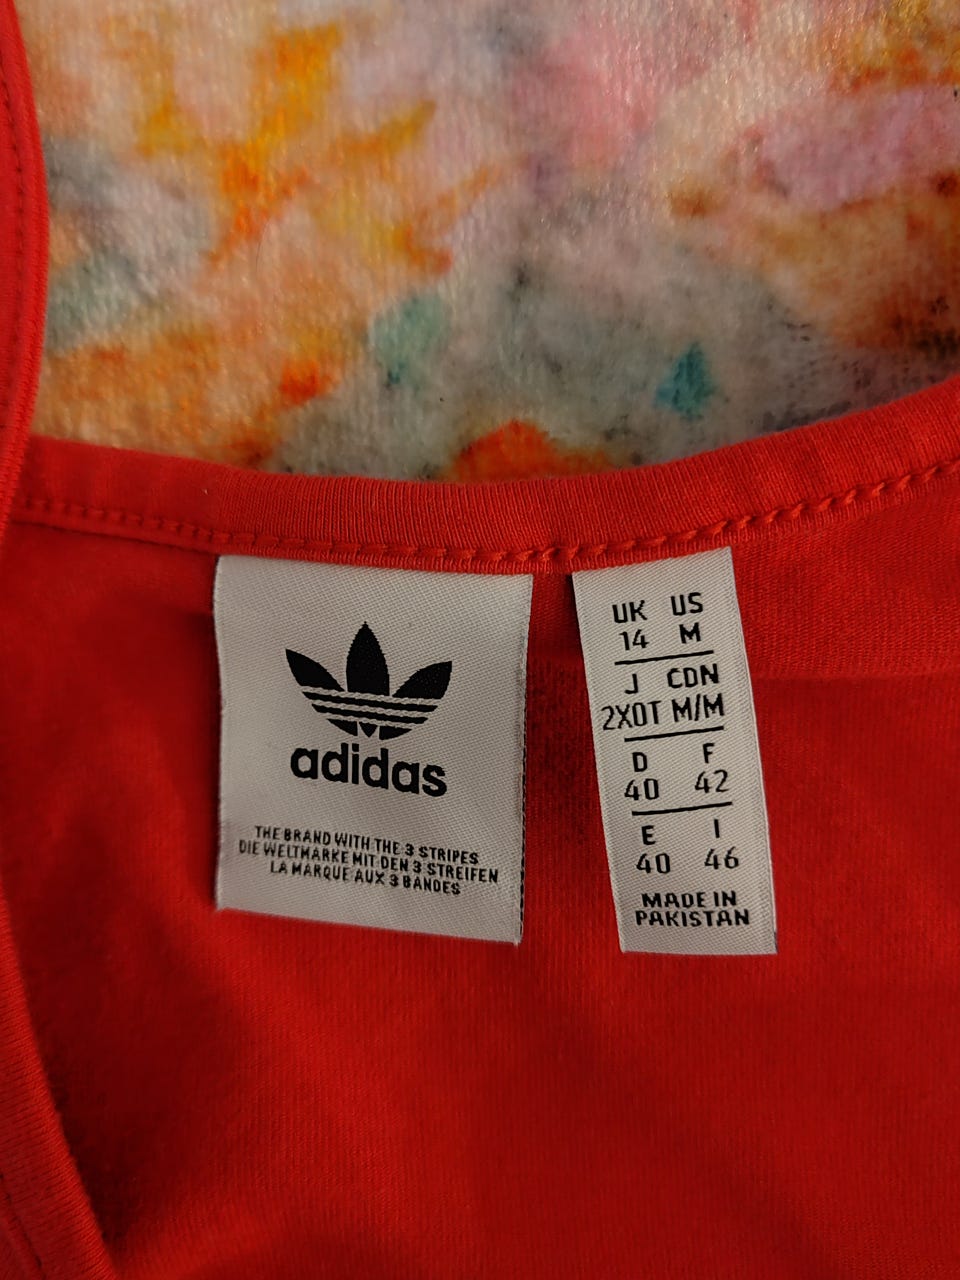 adidas
THE BRAND WITH THE 3 STRIPES
DIE WELTMARKE MIT DEN 3 STREIFEN
LA MARQUE AUX 3 BANDES
UK US
14 M
J CDN
2XOT M/M
D F
40 42
E I
40 46
MADE IN
PAKISTAN